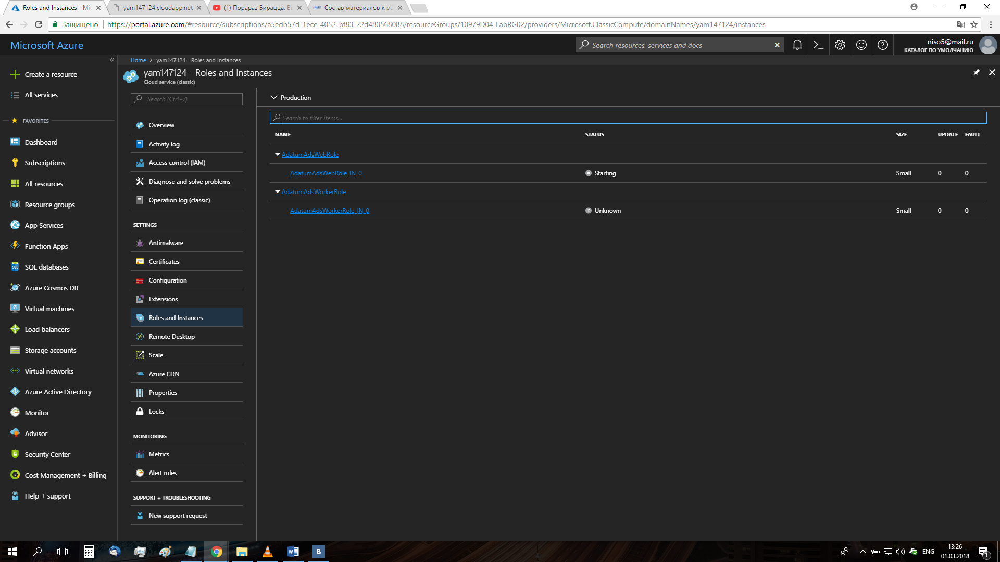 Roles and Instances - Mi
yam147124.cloudapp.net
(1) Порараз Бирацца. Вы
Состав материалов к ре
Защищено
https://portal.azure.com/#resource/subscriptions/a5edb57d-1ece-4052-bf83-22d480568088/resourceGroups/10979D04-LabRG02/providers/Microsoft.ClassicCompute/domainNames/yam147124/instances
Microsoft Azure
Search resources, services and docs
niso5@mail.ru
КАТАЛОГ ПО УМОЛЧАНИЮ
Home > yam147124 - Roles and Instances
yam147124 - Roles and Instances
Cloud service (classic)
Create a resource
All services
FAVORITES
Dashboard
Subscriptions
All resources
Resource groups
App Services
Function Apps
SQL databases
Azure Cosmos DB
Virtual machines
Load balancers
Storage accounts
Virtual networks
Azure Active Directory
Monitor
Advisor
Security Center
Cost Management + Billing
Help + support
Search (Ctrl+/)
Overview
Activity log
Access control (IAM)
Diagnose and solve problems
Operation log (classic)
SETTINGS
Antimalware
Certificates
Configuration
Extensions
Roles and Instances
Remote Desktop
Scale
Azure CDN
Properties
Locks
MONITORING
Metrics
Alert rules
SUPPORT + TROUBLESHOOTING
New support request
Production
Search to filter items...
NAME STATUS SIZE UPDATE FAULT
AdatumAdsWebRole
AdatumAdsWebRole_IN_0 Starting Small 0 0
AdatumAdsWorkerRole
AdatumAdsWorkerRole_IN_0 Unknown Small 0 0
ENG
13:26
01.03.2018
1